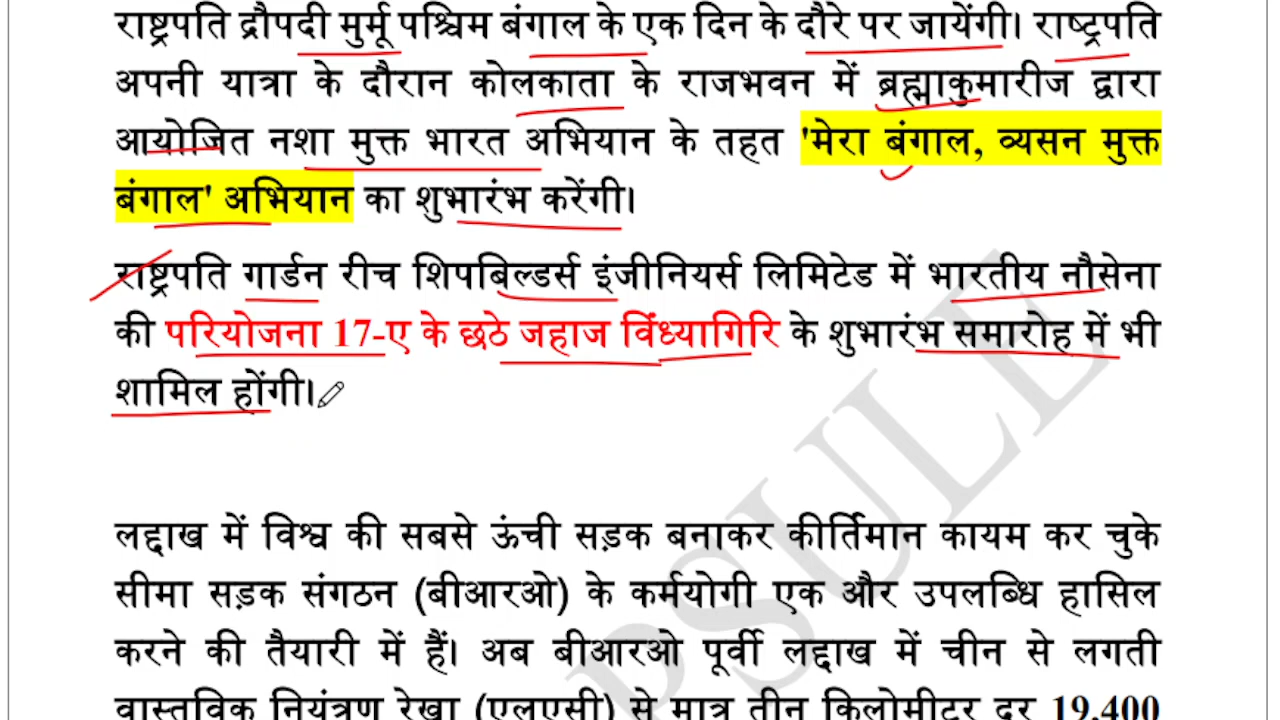 राष्ट्रपति द्रौपदी मुर्मू पश्चिम बंगाल के एक दिन के दौरे पर जायेंगी। राष्ट्रपति
अपनी यात्रा के दौरान कोलकाता के राजभवन में ब्रह्माकुमारीज द्वारा
आयोजित नशा मुक्त भारत अभियान के तहत 'मेरा बंगाल, व्यसन मुक्त
बंगाल' अभियान का शुभारंभ करेंगी।
राष्ट्रपति गार्डन रीच शिपबिल्डर्स इंजीनियर्स लिमिटेड में भारतीय नौसेना
की परियोजना 17-ए के छठे जहाज विंध्यागिरि के शुभारंभ समारोह में भी
शामिल होंगी।
लद्दाख में विश्व की सबसे ऊंची सड़क बनाकर कीर्तिमान कायम कर चुके
सीमा सड़क संगठन (बीआरओ) के कर्मयोगी एक और उपलब्धि हासिल
करने की तैयारी में हैं। अब बीआरओ पूर्वी लद्दाख में चीन से लगती
वास्तविक नियंत्रण रेखा (एलएसी) से मात्र तीन किलोमीटर दूर 19,400
PSULE